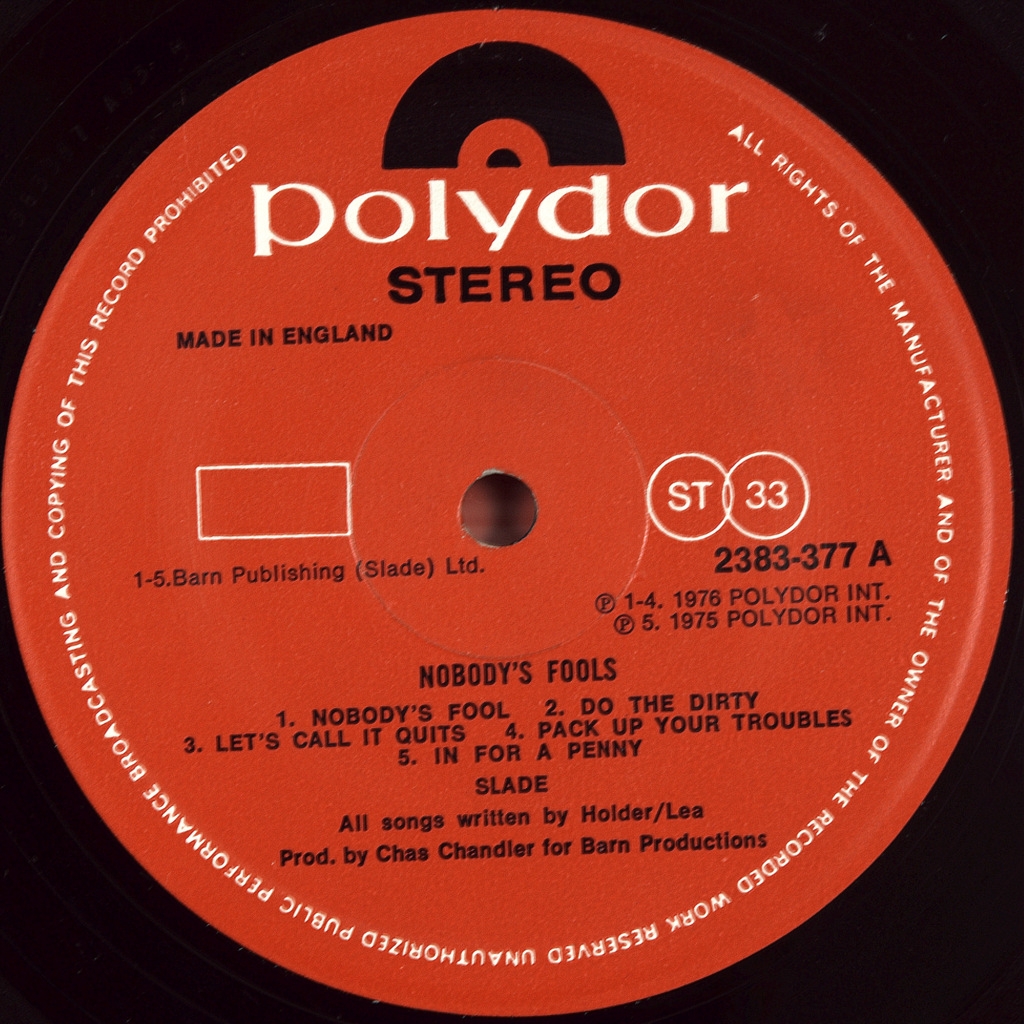 polydor
STEREO
MADE IN ENGLAND
ST 33
2383-377 A
1-5.Barn Publishing (Slade) Ltd.
℗ 1-4. 1976 POLYDOR INT.
℗ 5. 1975 POLYDOR INT.
NOBODY'S FOOLS
1. NOBODY'S FOOL 2. DO THE DIRTY
3. LET'S CALL IT QUITS 4. PACK UP YOUR TROUBLES
5. IN FOR A PENNY
SLADE
All songs written by Holder/Lea
Prod. by Chas Chandler for Barn Productions
ALL RIGHTS OF THE MANUFACTURER AND OF THE OWNER OF THE RECORDED WORK RESERVED UNAUTHORIZED PUBLIC PERFORMANCE BROADCASTING AND COPYING OF THIS RECORD PROHIBITED